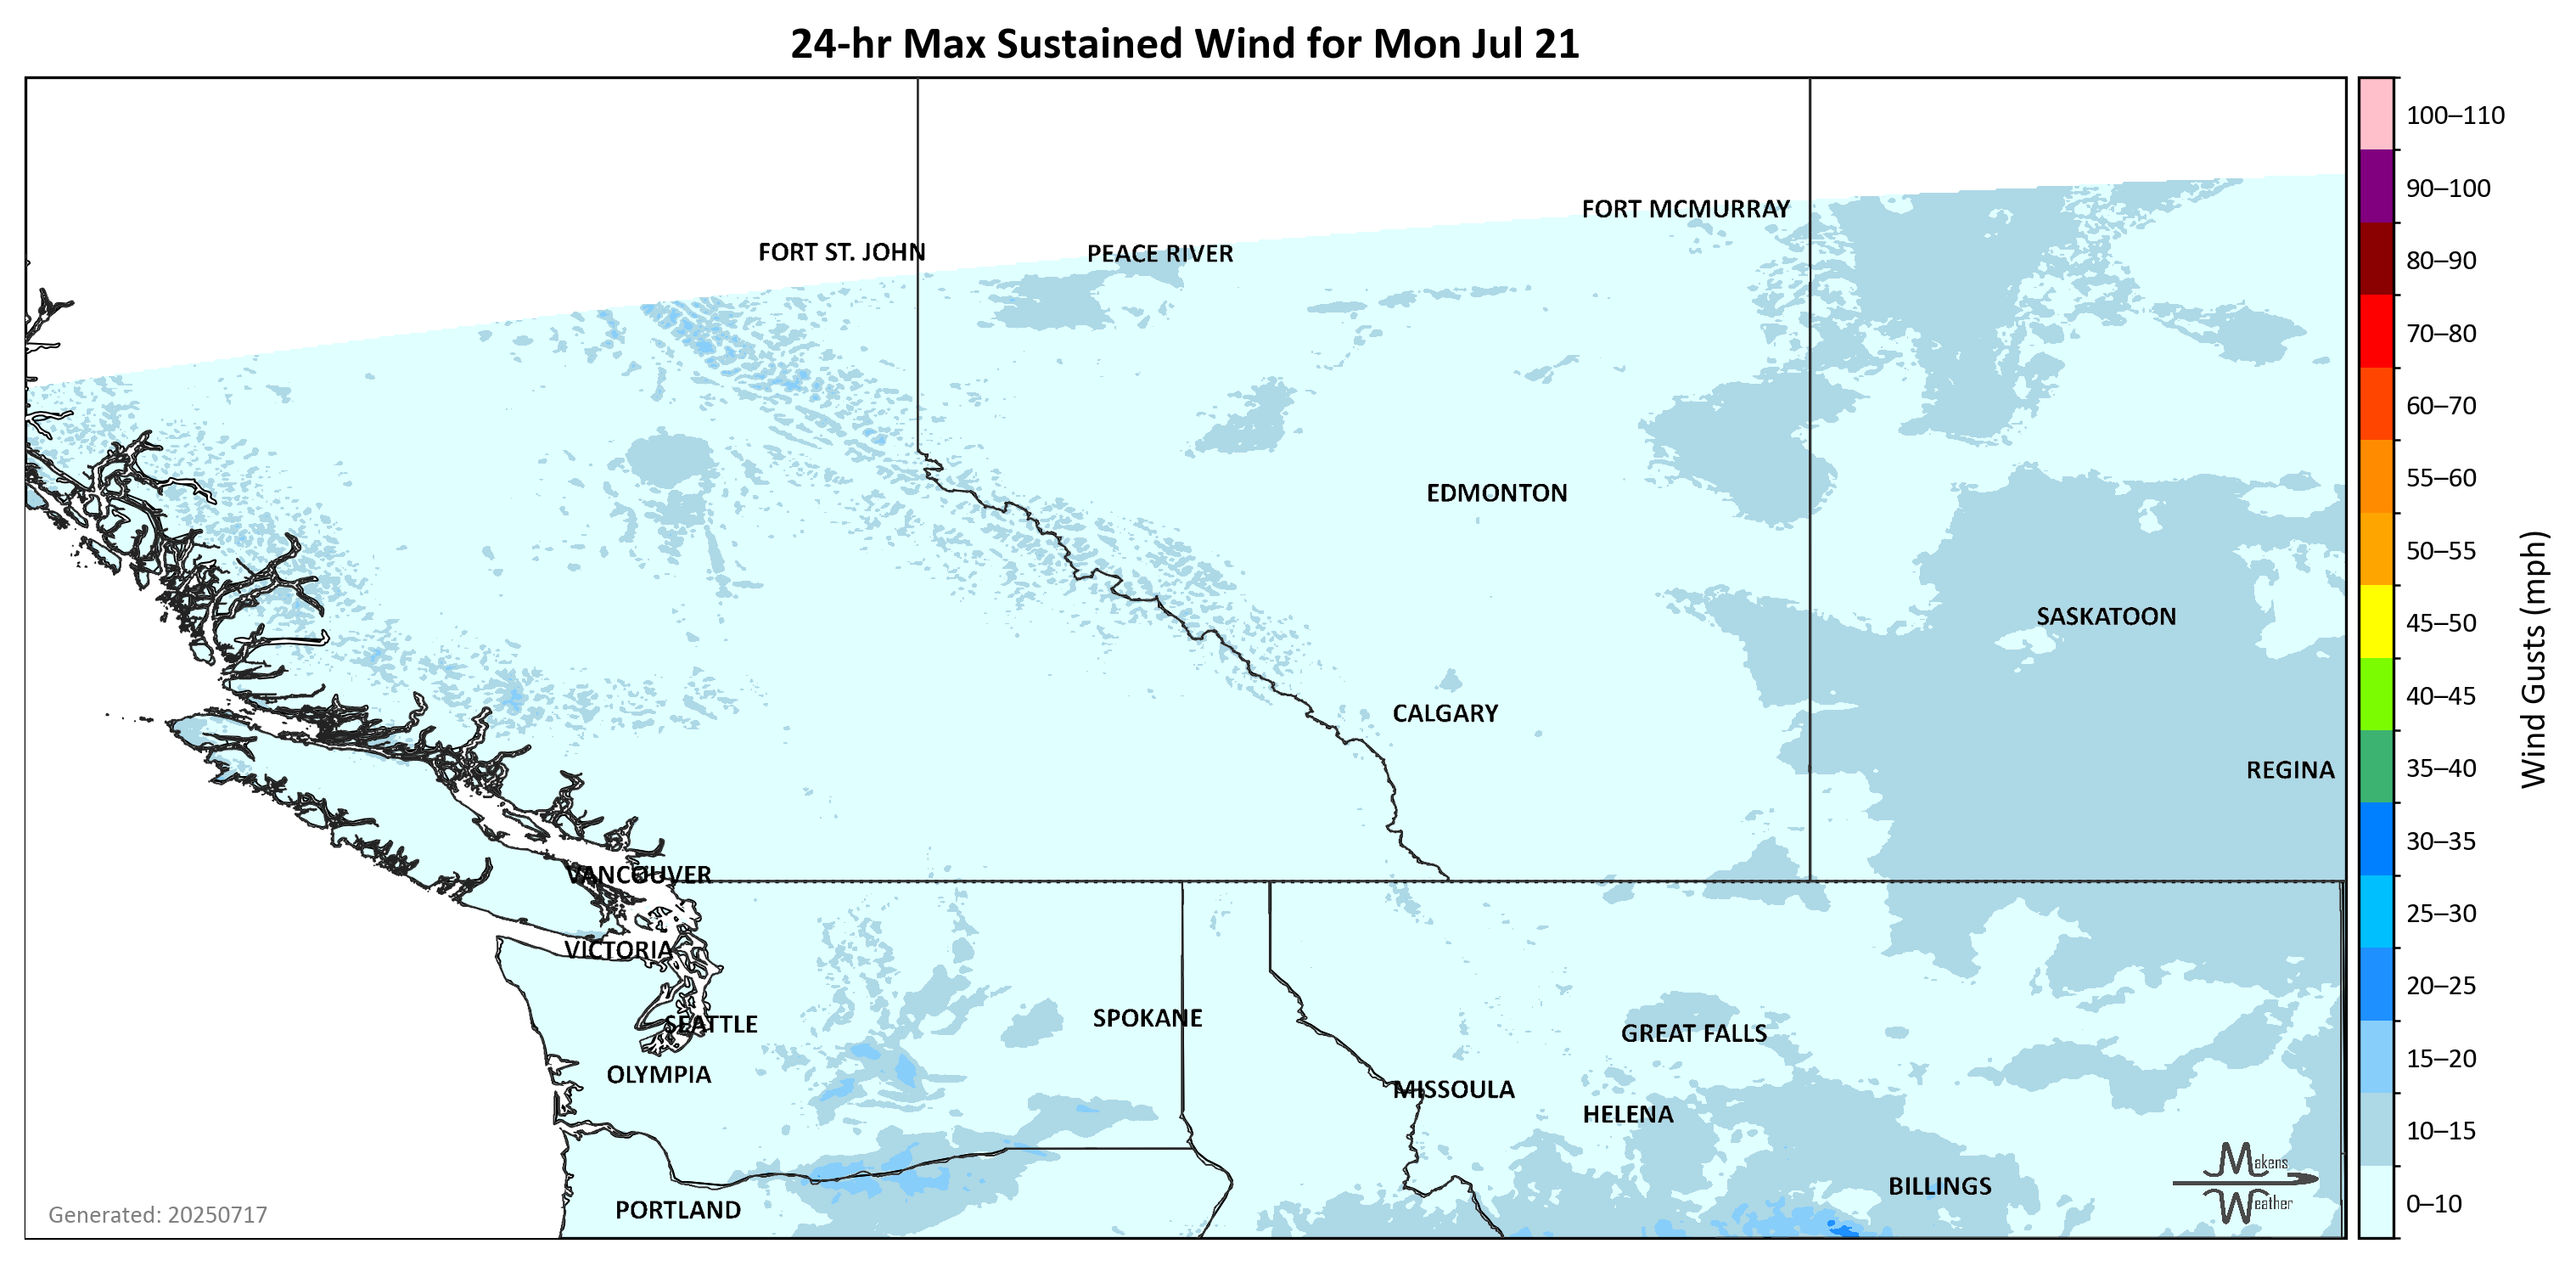 24-hr Max Sustained Wind for Mon Jul 21
FORT MCMURRAY
FORT ST. JOHN
PEACE RIVER
EDMONTON
SASKATOON
CALGARY
REGINA
VANCOUVER
VICTORIA
SEATTLE
SPOKANE
GREAT FALLS
OLYMPIA
MISSOULA
HELENA
BILLINGS
PORTLAND
Makens
Weather
Generated: 20250717
100–110
90–100
80–90
70–80
60–70
55–60
50–55
45–50
40–45
35–40
30–35
25–30
20–25
15–20
10–15
0–10
Wind Gusts (mph)